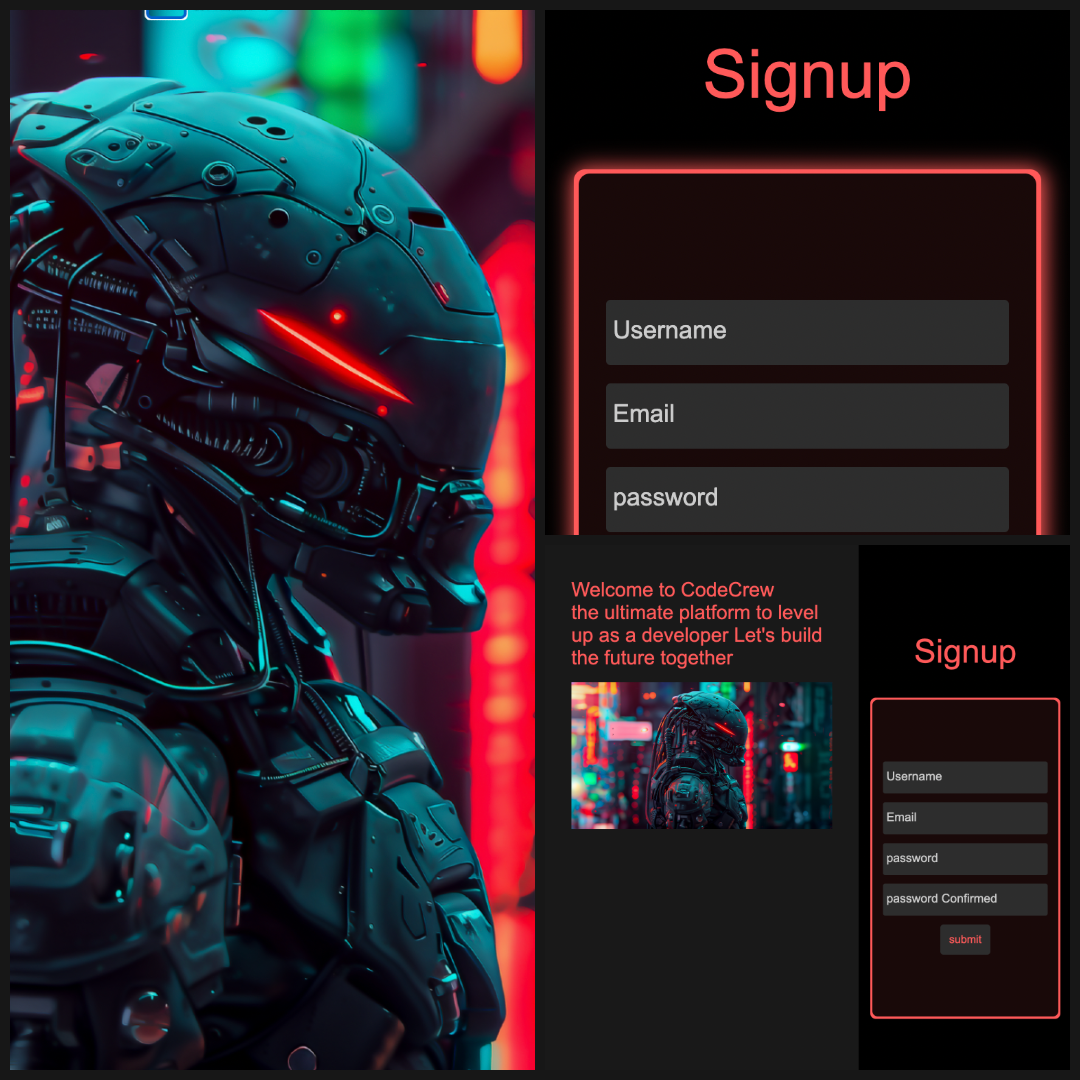 Signup
Username
Email
password
Welcome to CodeCrew
the ultimate platform to level
up as a developer Let's build
the future together
Signup
Username
Email
password
password Confirmed
submit